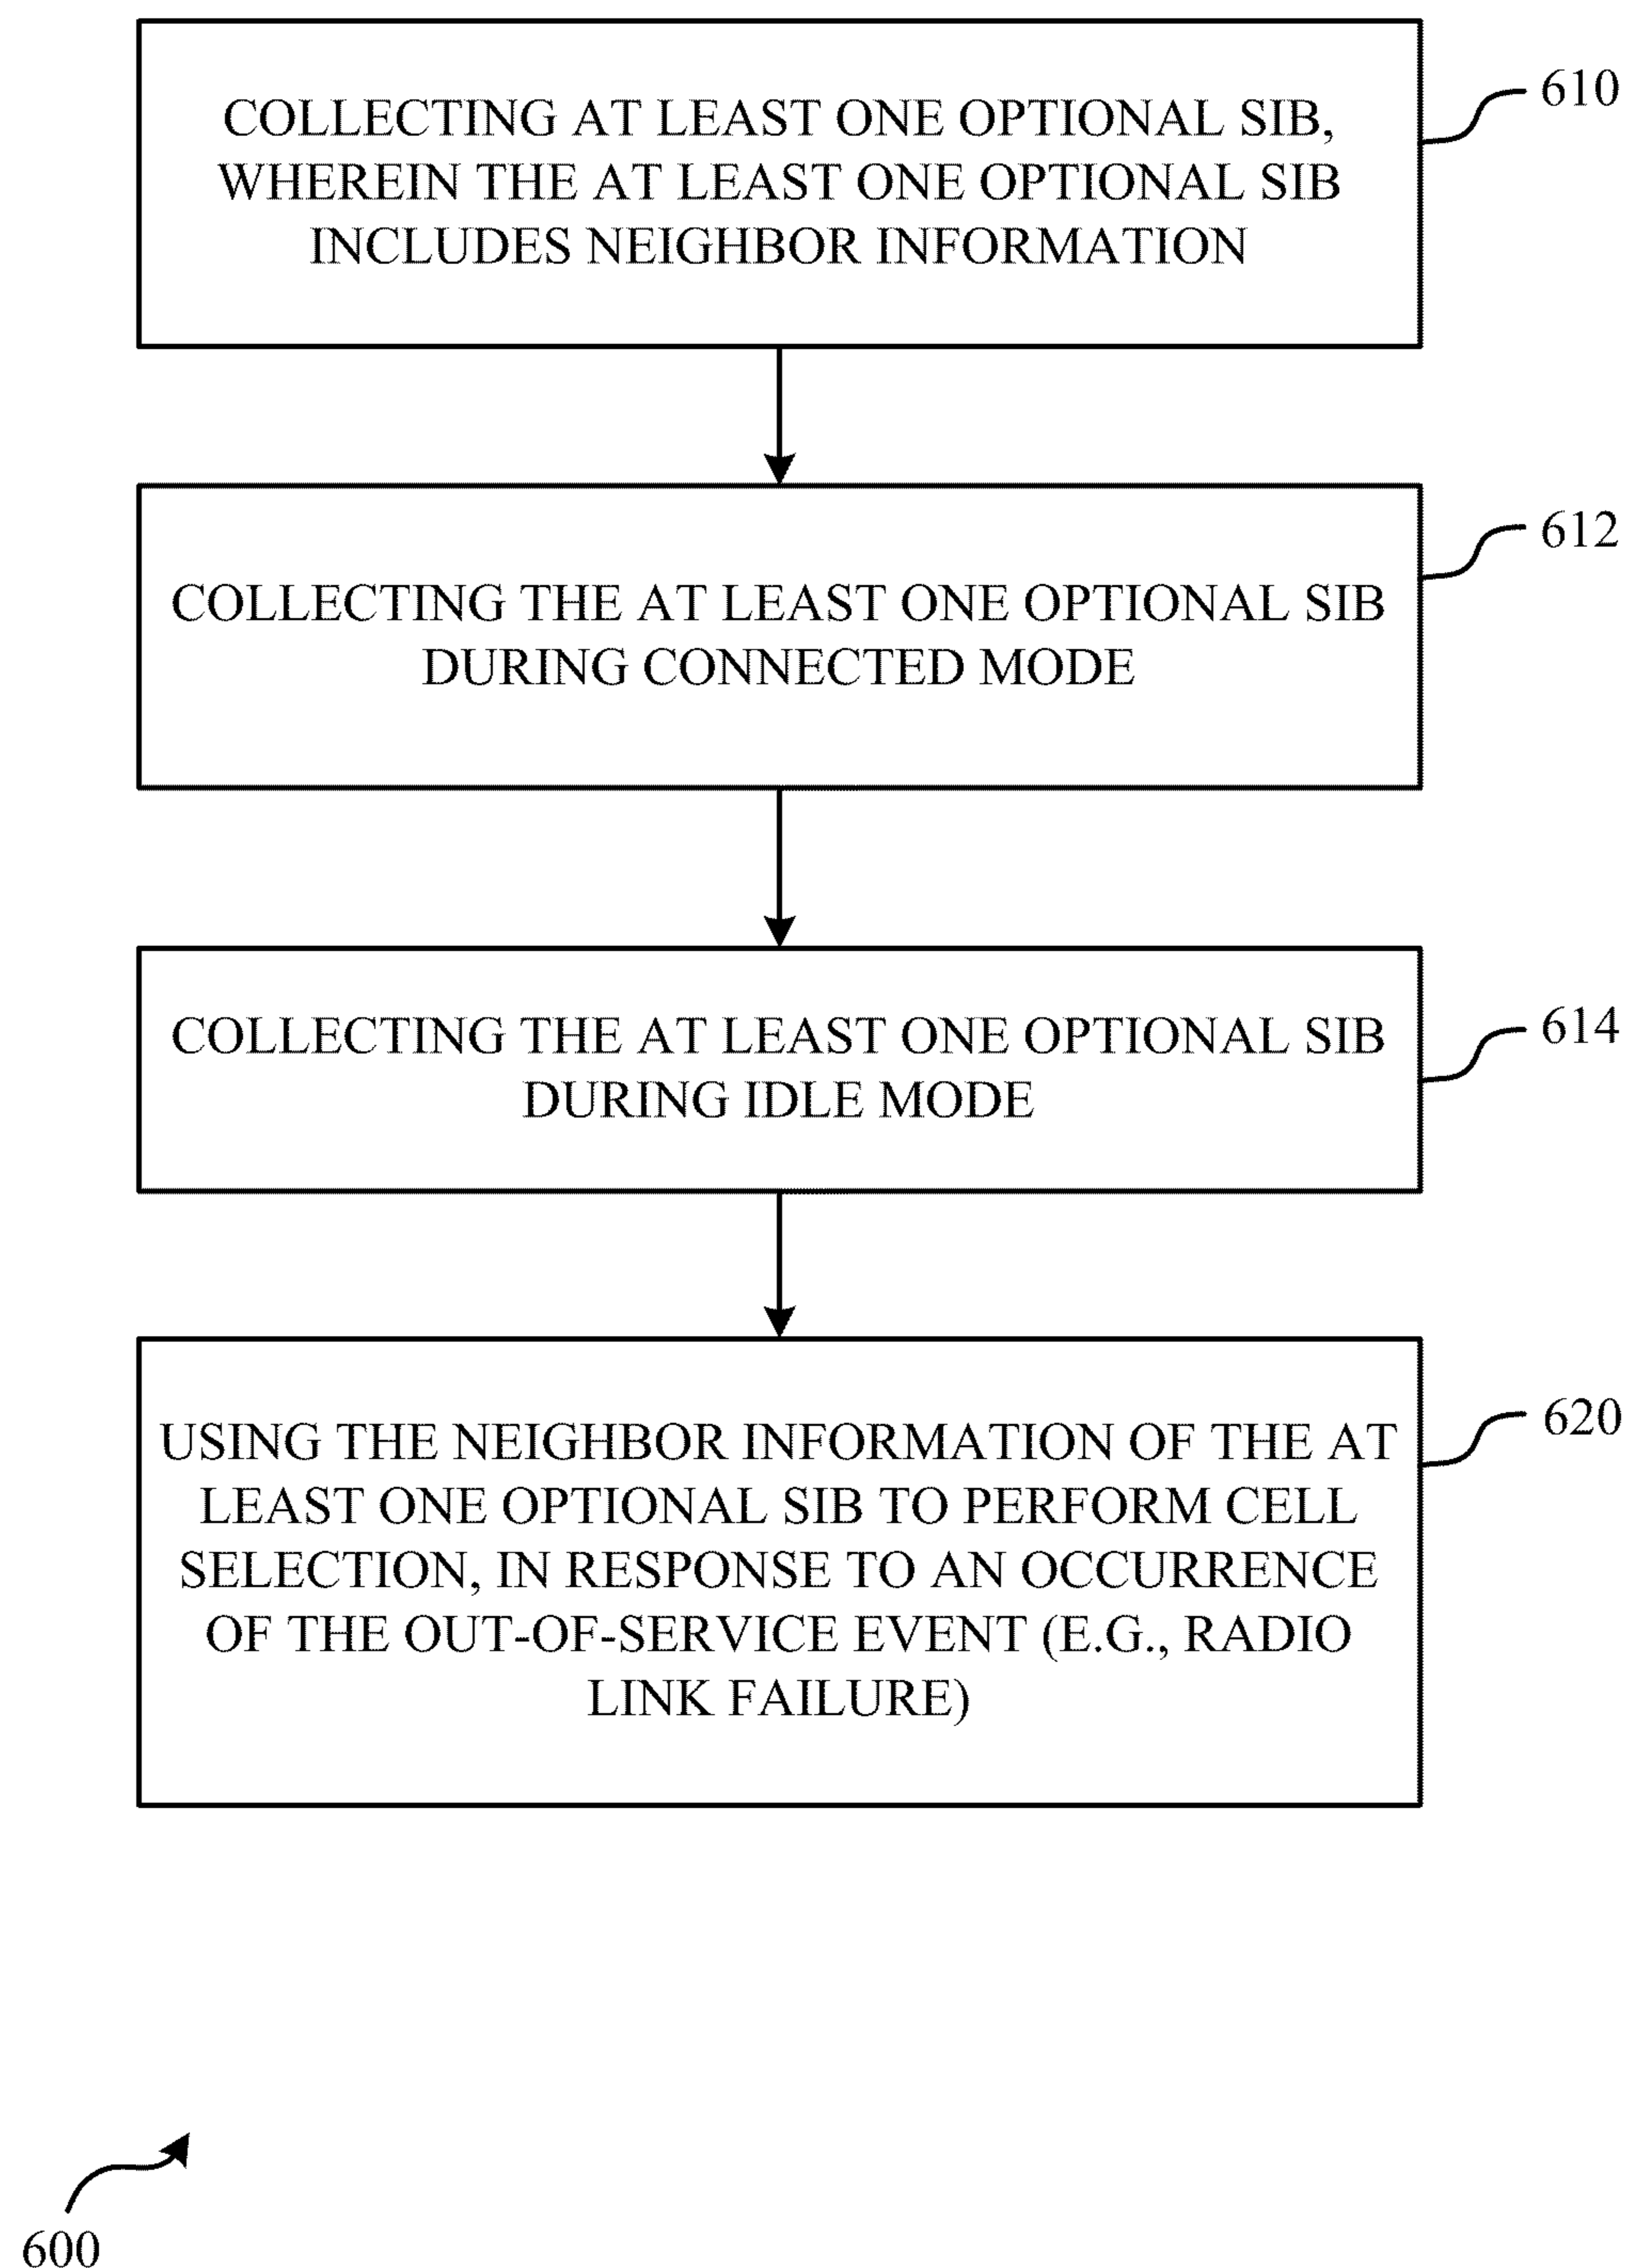 COLLECTING AT LEAST ONE OPTIONAL SIB,
WHEREIN THE AT LEAST ONE OPTIONAL SIB
INCLUDES NEIGHBOR INFORMATION
610
COLLECTING THE AT LEAST ONE OPTIONAL SIB
DURING CONNECTED MODE
612
COLLECTING THE AT LEAST ONE OPTIONAL SIB
DURING IDLE MODE
614
USING THE NEIGHBOR INFORMATION OF THE AT
LEAST ONE OPTIONAL SIB TO PERFORM CELL
SELECTION, IN RESPONSE TO AN OCCURRENCE
OF THE OUT-OF-SERVICE EVENT (E.G., RADIO
LINK FAILURE)
620
600